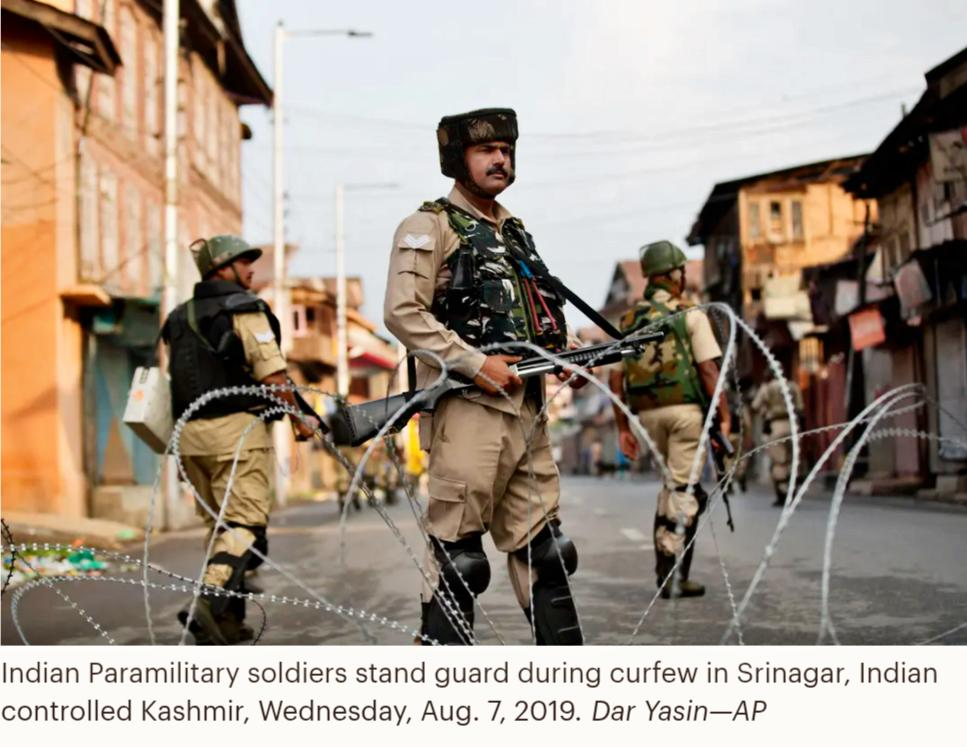 Indian Paramilitary soldiers stand guard during curfew in Srinagar, Indian
controlled Kashmir, Wednesday, Aug. 7, 2019. Dar Yasin—AP